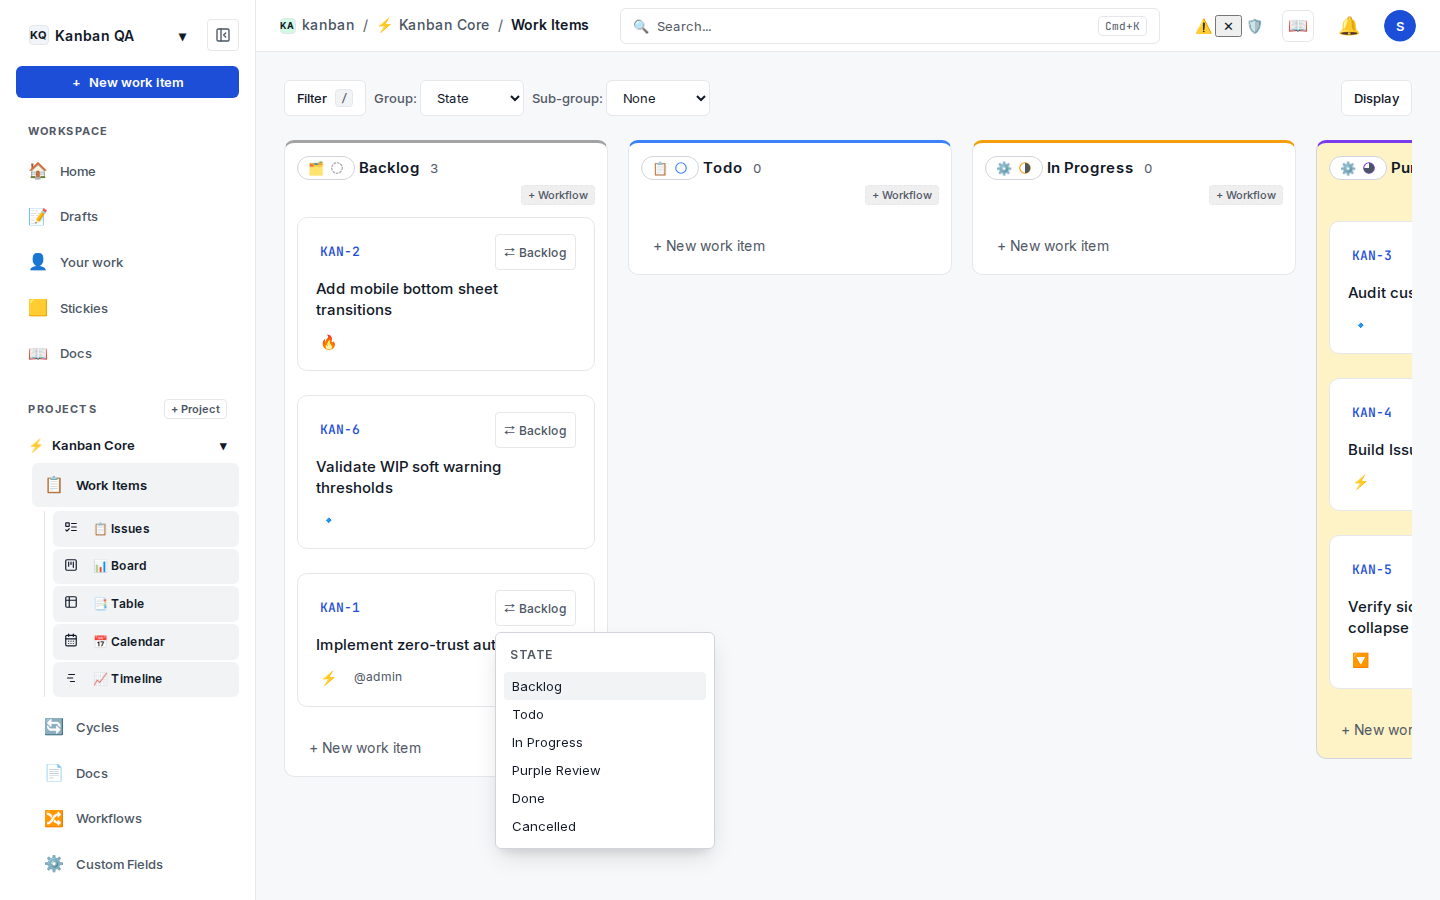 KQ Kanban QA ▾
+ New work item
WORKSPACE
Home
Drafts
Your work
Stickies
Docs
PROJECTS
+ Project
Kanban Core ▾
Work Items
Issues
Board
Table
Calendar
Timeline
Cycles
Docs
Workflows
Custom Fields
KA kanban / Kanban Core / Work Items
Search...
Cmd+K
S
Filter /
Group: State
Sub-group: None
Display
Backlog 3
+ Workflow
KAN-2
⇄ Backlog
Add mobile bottom sheet
transitions
KAN-6
⇄ Backlog
Validate WIP soft warning
thresholds
KAN-1
⇄ Backlog
Implement zero-trust aut
@admin
+ New work item
STATE
Backlog
Todo
In Progress
Purple Review
Done
Cancelled
Todo 0
+ Workflow
+ New work item
In Progress 0
+ Workflow
+ New work item
Pur
KAN-3
Audit cus
KAN-4
Build Issu
KAN-5
Verify sid
collapse
+ New wor